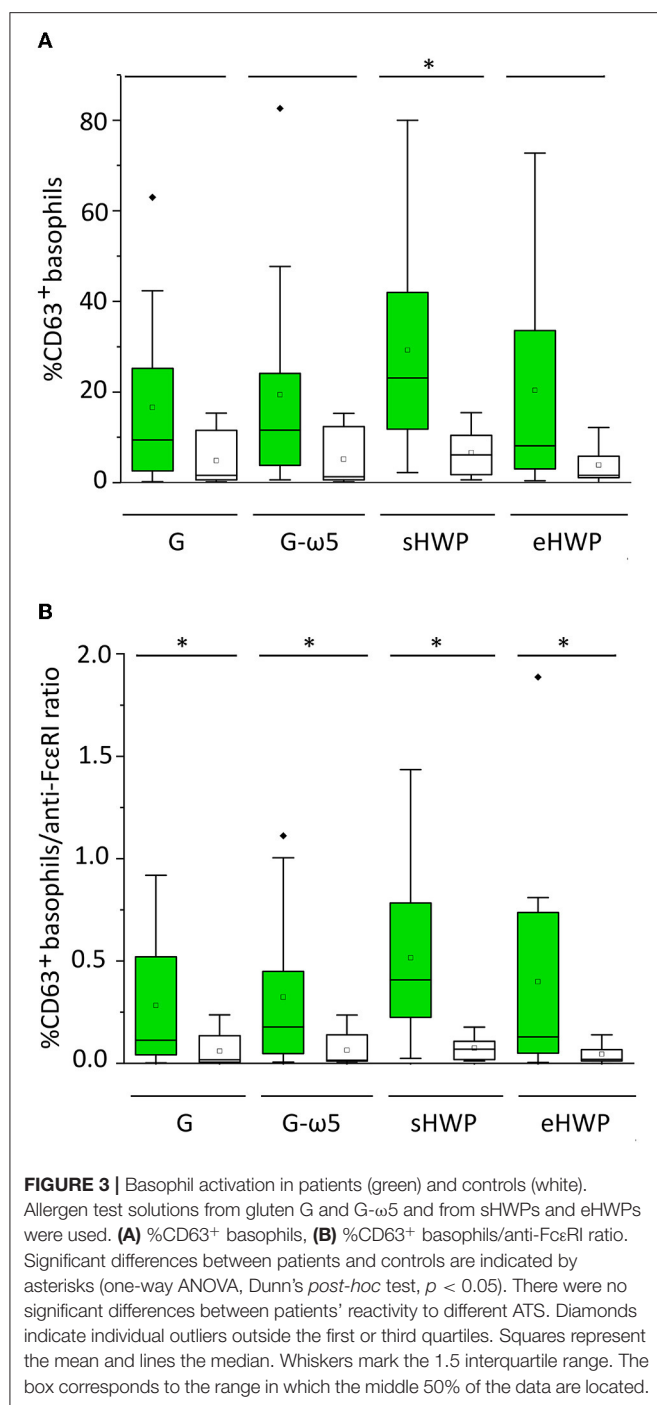 A
*
80
60
40
20
0
%CD63+ basophils
G G-ω5 sHWP eHWP
B
* * * *
2.0
1.5
1.0
0.5
0.0
%CD63+ basophils/anti-FcεRI ratio
G G-ω5 sHWP eHWP
FIGURE 3 | Basophil activation in patients (green) and controls (white).
Allergen test solutions from gluten G and G-ω5 and from sHWPs and eHWPs
were used. (A) %CD63+ basophils, (B) %CD63+ basophils/anti-FcεRI ratio.
Significant differences between patients and controls are indicated by
asterisks (one-way ANOVA, Dunn's post-hoc test, p < 0.05). There were no
significant differences between patients' reactivity to different ATS. Diamonds
indicate individual outliers outside the first or third quartiles. Squares represent
the mean and lines the median. Whiskers mark the 1.5 interquartile range. The
box corresponds to the range in which the middle 50% of the data are located.